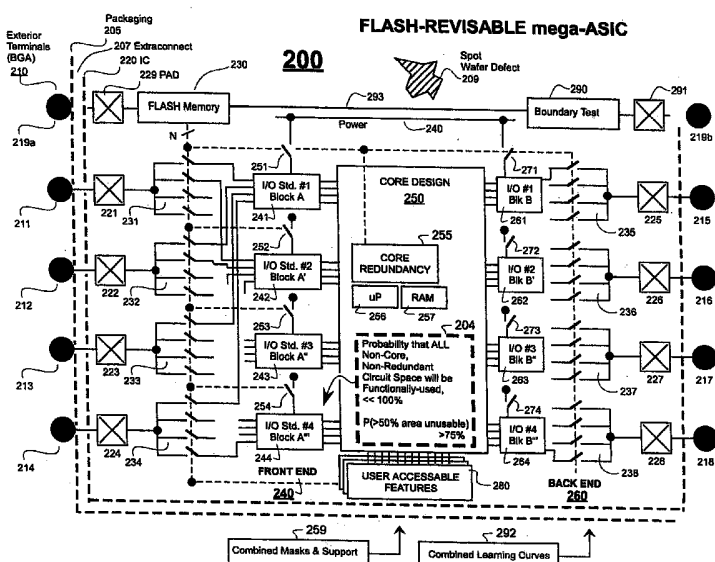 FLASH-REVISABLE mega-ASIC
Packaging
205
Exterior
Terminals
(BGA)
210
207 Extraconnect
220 IC
229 PAD
230
200
Spot
Wafer Defect
209
290
291
FLASH Memory
293
Boundary Test
Power
240
N
219a
219b
251
271
I/O Std. #1
Block A
241
CORE DESIGN
250
I/O #1
Blk B
261
221
231
211
225
235
215
252
272
255
CORE
REDUNDANCY
I/O Std. #2
Block A'
242
I/O #2
Blk B'
262
uP
RAM
256
257
222
232
212
226
236
216
253
273
204
I/O Std. #3
Block A"
243
Probability that ALL
Non-Core,
Non-Redundant
Circuit Space will be
Functionally-used,
<< 100%
P(>50% area unusable)
>75%
I/O #3
Blk B"
263
223
233
213
227
237
217
254
274
I/O Std. #4
Block A"'
244
I/O #4
Blk B"'
264
224
234
214
228
238
218
FRONT END
240
USER ACCESSABLE
FEATURES
280
BACK END
260
259
Combined Masks & Support
292
Combined Learning Curves